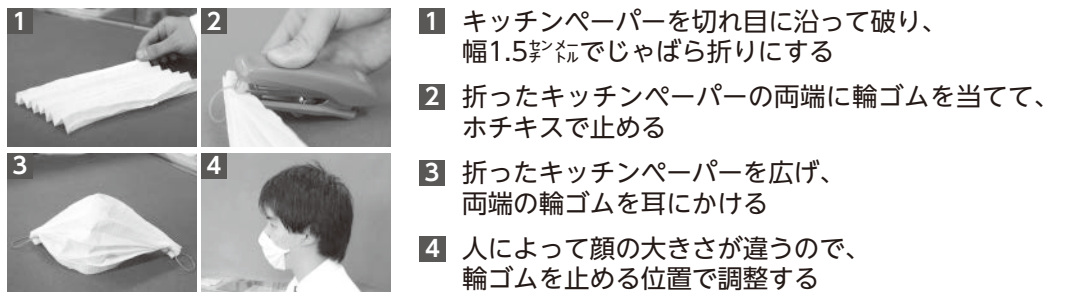 1
2
3
4
1 キッチンペーパーを切れ目に沿って破り、
幅1.5センチメートルでじゃばら折りにする
2 折ったキッチンペーパーの両端に輪ゴムを当てて、
ホチキスで止める
3 折ったキッチンペーパーを広げ、
両端の輪ゴムを耳にかける
4 人によって顔の大きさが違うので、
輪ゴムを止める位置で調整する